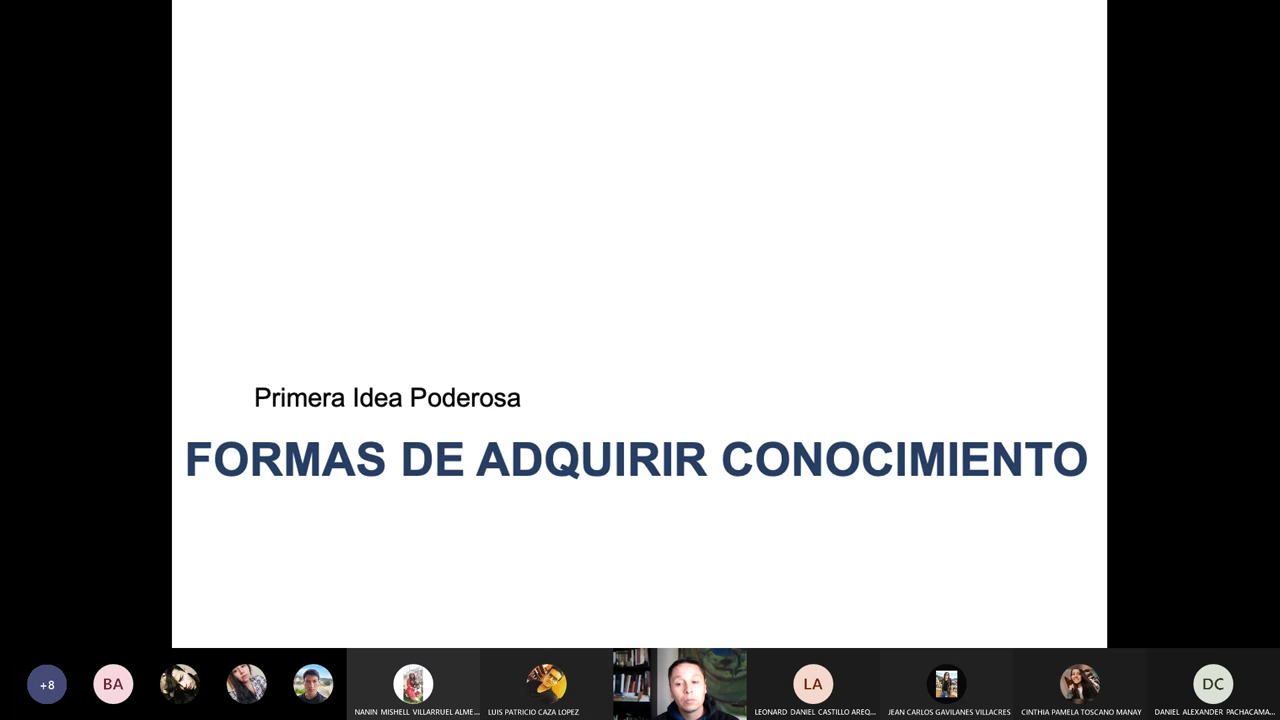 Primera Idea Poderosa
FORMAS DE ADQUIRIR CONOCIMIENTO
+8
BA
NANIN MISHELL VILLARRUEL ALME...
LUIS PATRICIO CAZA LOPEZ
LA
LEONARD DANIEL CASTILLO AREQ...
JEAN CARLOS GAVILANES VILLACRES
CINTHIA PAMELA TOSCANO MANAY
DC
DANIEL ALEXANDER PACHACAMA...